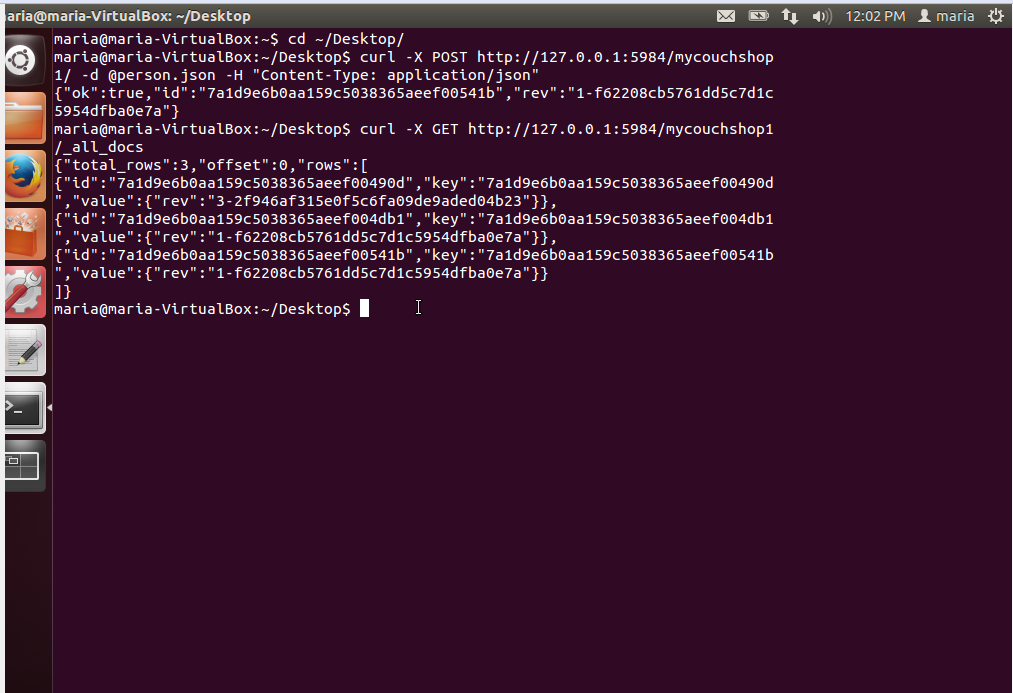 aria@maria-VirtualBox: ~/Desktop
12:02 PM maria
maria@maria-VirtualBox:~$ cd ~/Desktop/
maria@maria-VirtualBox:~/Desktop$ curl -X POST http://127.0.0.1:5984/mycouchshop
1/ -d @person.json -H "Content-Type: application/json"
{"ok":true,"id":"7a1d9e6b0aa159c5038365aeef00541b","rev":"1-f62208cb5761dd5c7d1c
5954dfba0e7a"}
maria@maria-VirtualBox:~/Desktop$ curl -X GET http://127.0.0.1:5984/mycouchshop1
/_all_docs
{"total_rows":3,"offset":0,"rows":[
{"id":"7a1d9e6b0aa159c5038365aeef00490d","key":"7a1d9e6b0aa159c5038365aeef00490d
","value":{"rev":"3-2f946af315e0f5c6fa09de9aded04b23"}},
{"id":"7a1d9e6b0aa159c5038365aeef004db1","key":"7a1d9e6b0aa159c5038365aeef004db1
","value":{"rev":"1-f62208cb5761dd5c7d1c5954dfba0e7a"}},
{"id":"7a1d9e6b0aa159c5038365aeef00541b","key":"7a1d9e6b0aa159c5038365aeef00541b
","value":{"rev":"1-f62208cb5761dd5c7d1c5954dfba0e7a"}}
]}
maria@maria-VirtualBox:~/Desktop$